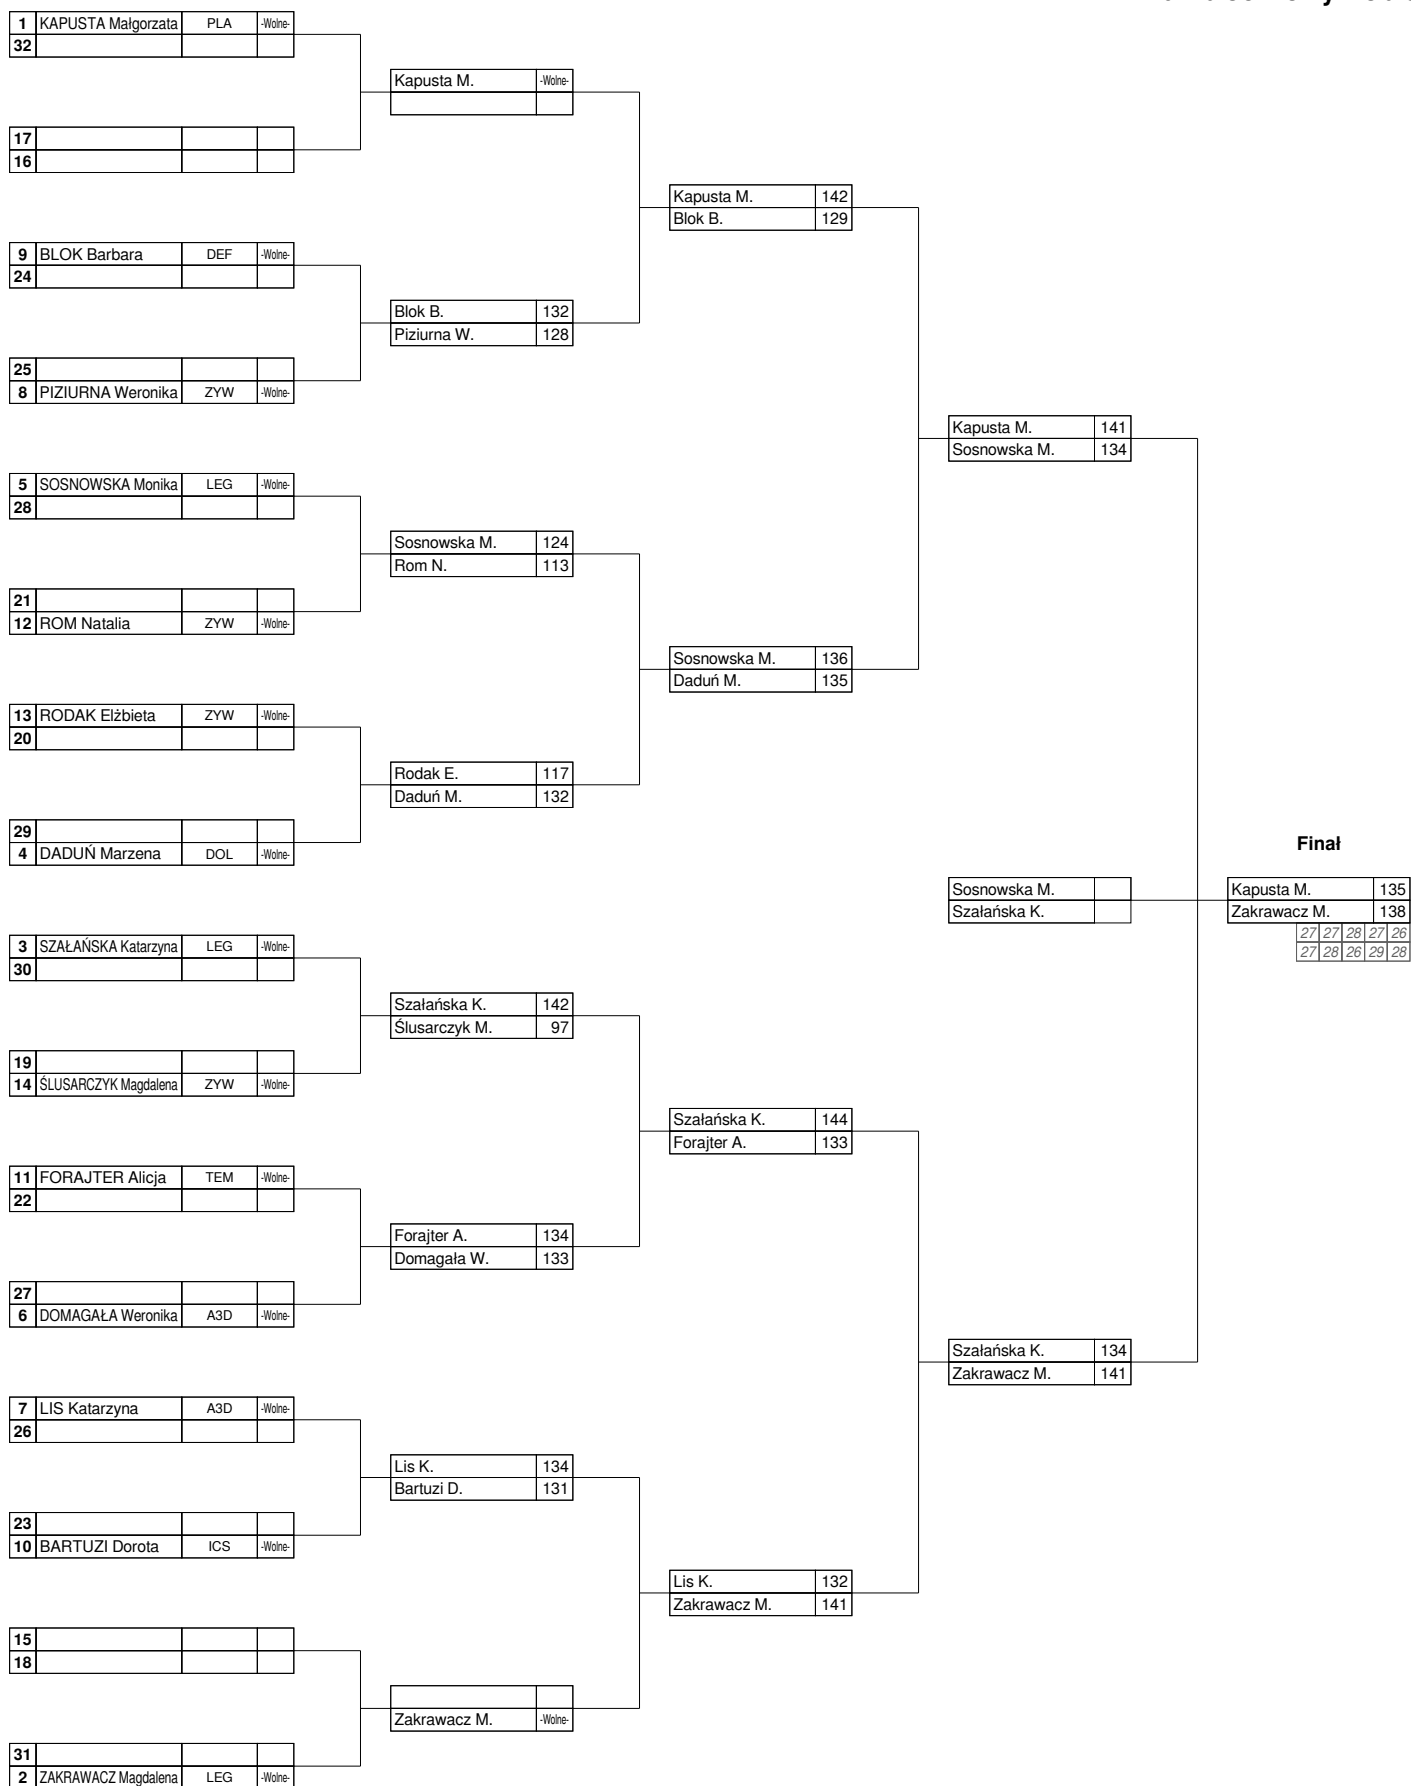 1 KAPUSTA Małgorzata PLA -Wolne-
32
Kapusta M. -Wolne-
17
16
Kapusta M. 142
Blok B. 129
9 BLOK Barbara DEF -Wolne-
24
Blok B. 132
Piziurna W. 128
25
8 PIZIURNA Weronika ZYW -Wolne-
Kapusta M. 141
Sosnowska M. 134
5 SOSNOWSKA Monika LEG -Wolne-
28
Sosnowska M. 124
Rom N. 113
21
12 ROM Natalia ZYW -Wolne-
Sosnowska M. 136
Daduń M. 135
13 RODAK Elżbieta ZYW -Wolne-
20
Rodak E. 117
Daduń M. 132
29
4 DADUŃ Marzena DOL -Wolne-
Finał
Sosnowska M.
Szałańska K.
Kapusta M. 135
Zakrawacz M. 138
27 27 28 27 26
27 28 26 29 28
3 SZAŁAŃSKA Katarzyna LEG -Wolne-
30
Szałańska K. 142
Ślusarczyk M. 97
19
14 ŚLUSARCZYK Magdalena ZYW -Wolne-
Szałańska K. 144
Forajter A. 133
11 FORAJTER Alicja TEM -Wolne-
22
Forajter A. 134
Domagała W. 133
27
6 DOMAGAŁA Weronika A3D -Wolne-
Szałańska K. 134
Zakrawacz M. 141
7 LIS Katarzyna A3D -Wolne-
26
Lis K. 134
Bartuzi D. 131
23
10 BARTUZI Dorota ICS -Wolne-
Lis K. 132
Zakrawacz M. 141
15
18
Zakrawacz M. -Wolne-
31
2 ZAKRAWACZ Magdalena LEG -Wolne-